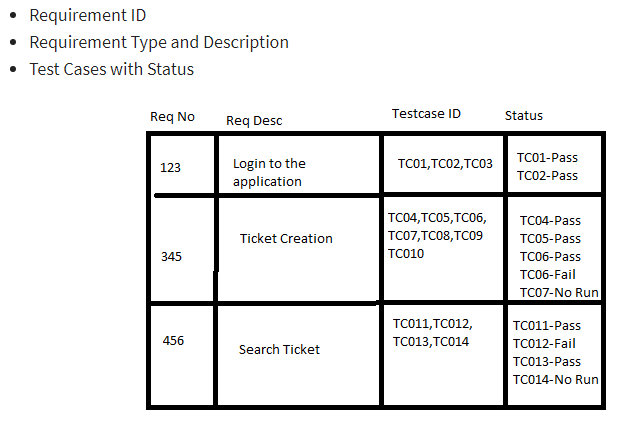 Requirement ID
Requirement Type and Description
Test Cases with Status
Req No
Req Desc
Testcase ID
Status
123
Login to the
application
TC01,TC02,TC03
TC01-Pass
TC02-Pass
345
Ticket Creation
TC04,TC05,TC06,
TC07,TC08,TC09
TC010
TC04-Pass
TC05-Pass
TC06-Pass
TC06-Fail
TC07-No Run
456
Search Ticket
TC011,TC012,
TC013,TC014
TC011-Pass
TC012-Fail
TC013-Pass
TC014-No Run